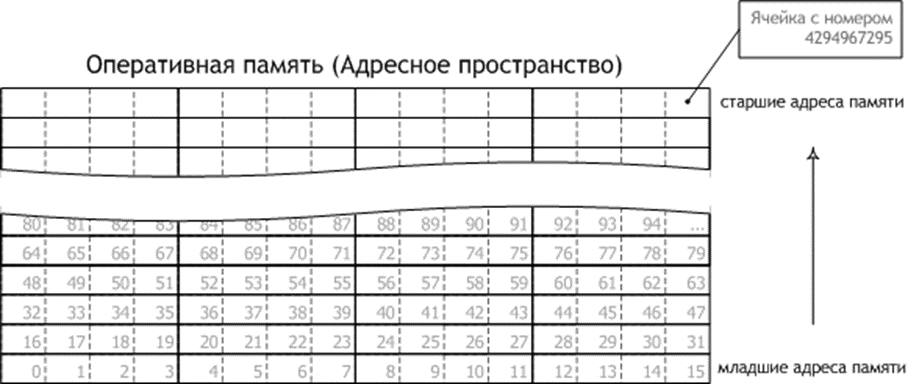 Ячейка с номером
4294967295
Оперативная память (Адресное пространство)
старшие адреса памяти
80 81 82 83 84 85 86 87 88 89 90 91 92 93 94 ...
64 65 66 67 68 69 70 71 72 73 74 75 76 77 78 79
48 49 50 51 52 53 54 55 56 57 58 59 60 61 62 63
32 33 34 35 36 37 38 39 40 41 42 43 44 45 46 47
16 17 18 19 20 21 22 23 24 25 26 27 28 29 30 31
0 1 2 3 4 5 6 7 8 9 10 11 12 13 14 15
младшие адреса памяти